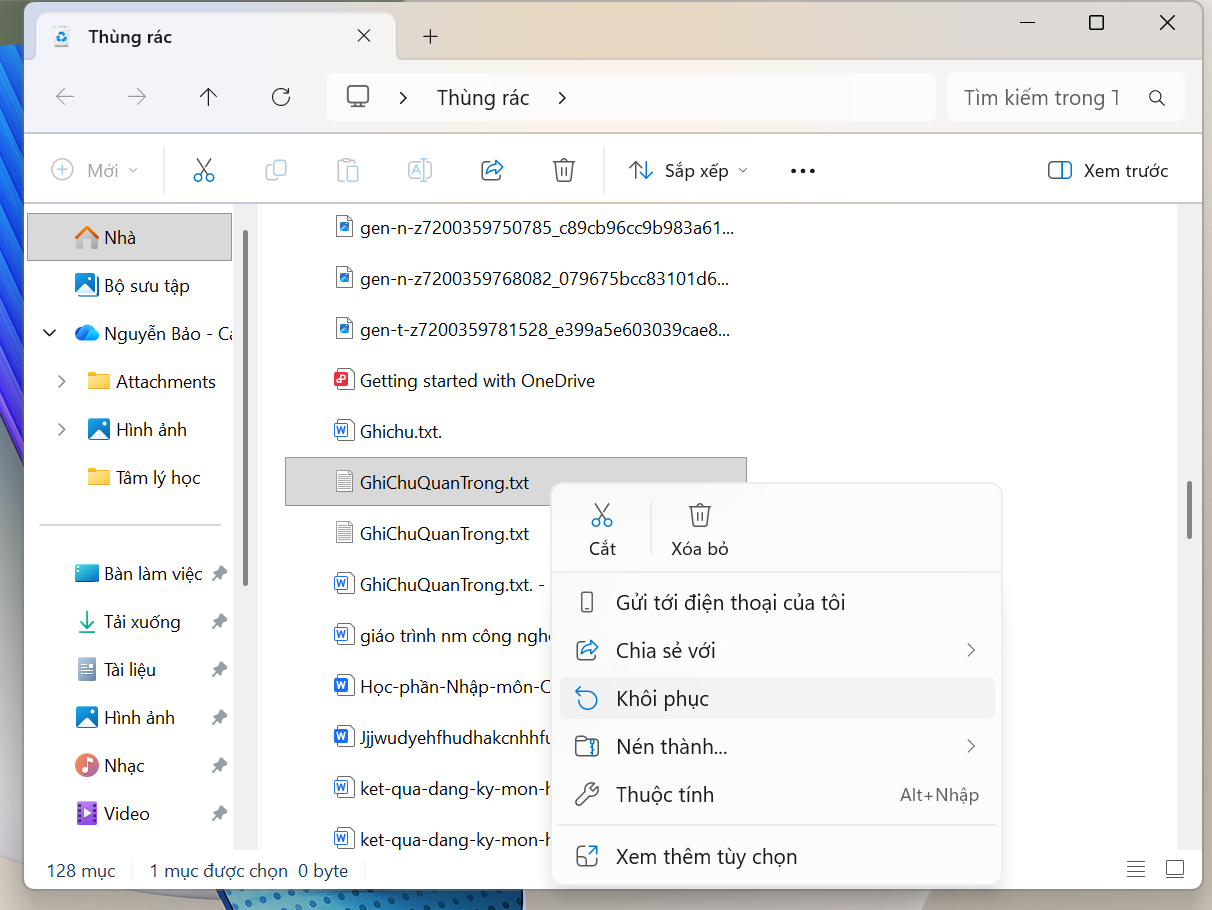 Thùng rác
Thùng rác
Tìm kiếm trong T
Mới
Sắp xếp
Xem trước
Nhà
Bộ sưu tập
Nguyễn Bảo - Cá
Attachments
Hình ảnh
Tâm lý học
Bàn làm việc
Tải xuống
Tài liệu
Hình ảnh
Nhạc
Video
gen-n-z7200359750785_c89cb96cc9b983a61...
gen-n-z7200359768082_079675bcc83101d6...
gen-t-z7200359781528_e399a5e603039cae8...
Getting started with OneDrive
Ghichu.txt.
GhiChuQuanTrong.txt
GhiChuQuanTrong.txt
GhiChuQuanTrong.txt. -
giáo trình nm công nghệ
Học-phần-Nhập-môn-C
Jjjwudyehfhudhakcnhhfu
ket-qua-dang-ky-mon-h
ket-qua-dang-ky-mon-h
Cắt
Xóa bỏ
Gửi tới điện thoại của tôi
Chia sẻ với
Khôi phục
Nén thành...
Thuộc tính Alt+Nhập
Xem thêm tùy chọn
128 mục 1 mục được chọn 0 byte